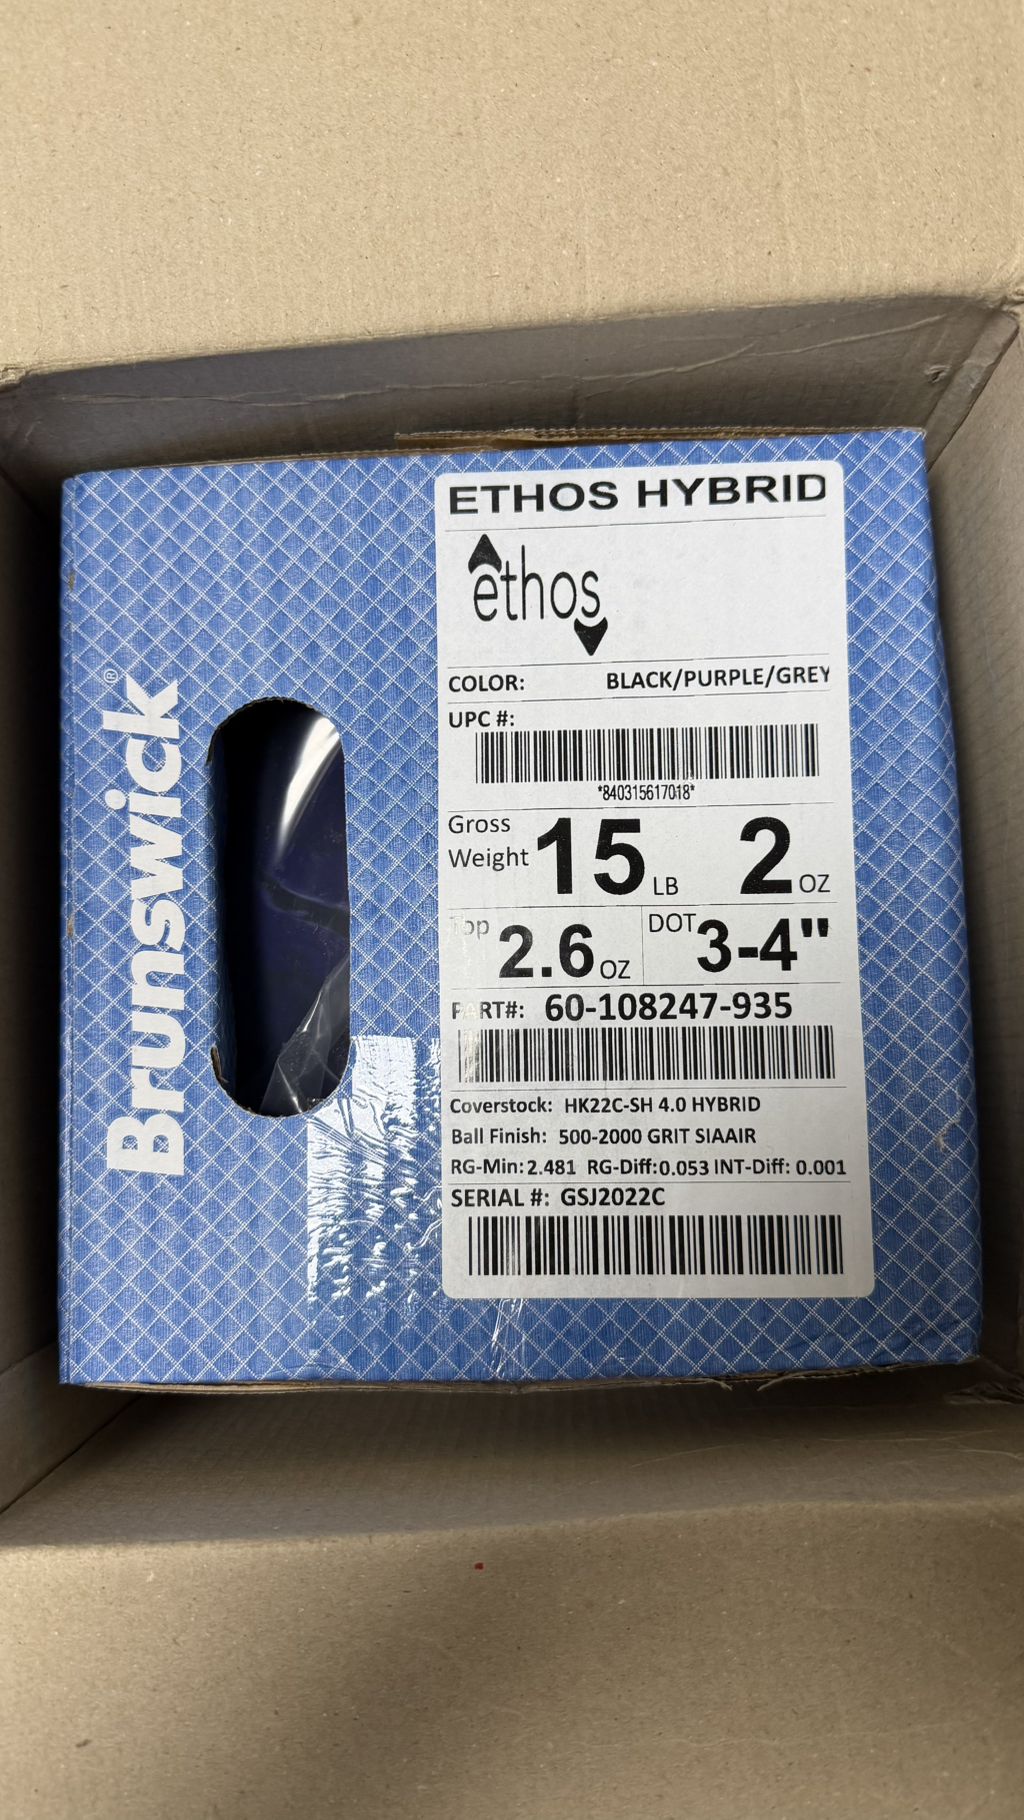 Brunswick®
ETHOS HYBRID
ethos
COLOR: BLACK/PURPLE/GREY
UPC #:
*840315617018*
Gross Weight 15 LB 2 OZ
Top 2.6 OZ DOT 3-4"
PART#: 60-108247-935
Coverstock: HK22C-SH 4.0 HYBRID
Ball Finish: 500-2000 GRIT SIAAIR
RG-Min: 2.481 RG-Diff: 0.053 INT-Diff: 0.001
SERIAL #: GSJ2022C